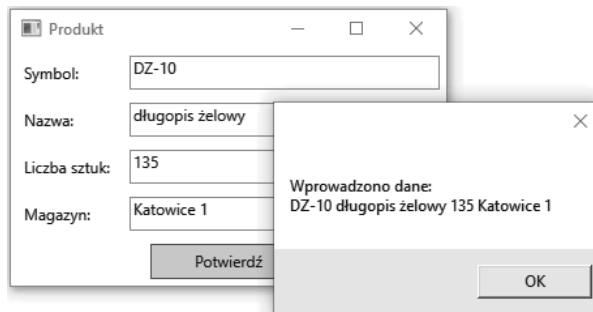 Produkt
Symbol: DZ-10
Nazwa: długopis żelowy
Liczba sztuk: 135
Magazyn: Katowice 1
Potwierdź
Wprowadzono dane:
DZ-10 długopis żelowy 135 Katowice 1
OK